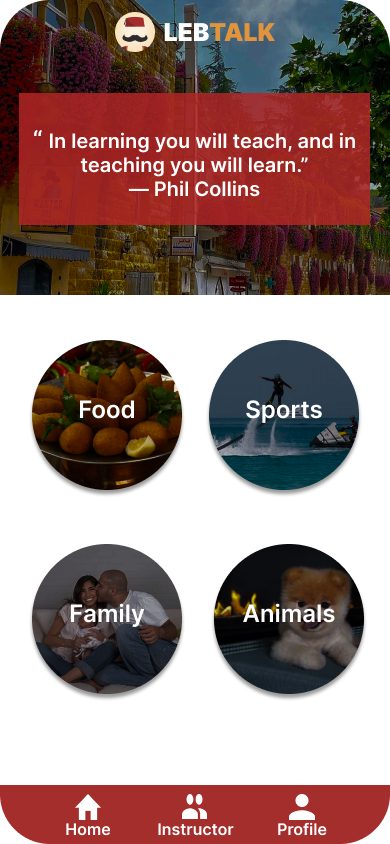 LEBTALK
“ In learning you will teach, and in
teaching you will learn.”
— Phil Collins
Food
Sports
Family
Animals
Home
Instructor
Profile